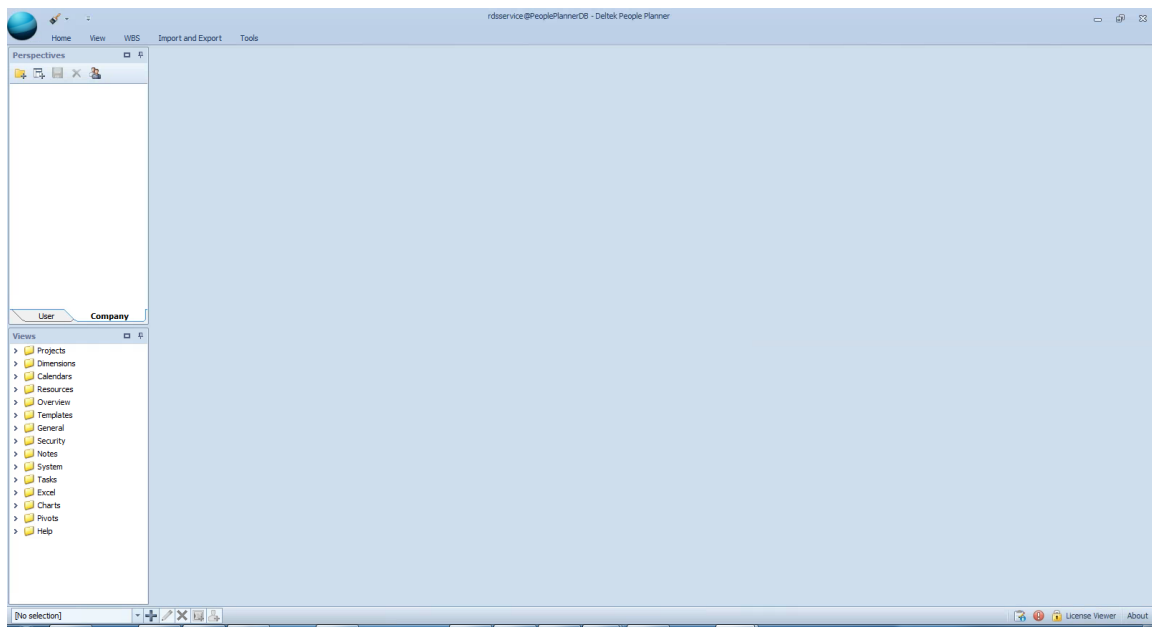 rdsservice@PeoplePlannerDB - Deltek People Planner
Home View WBS Import and Export Tools
Perspectives
User Company
Views
Projects
Dimensions
Calendars
Resources
Overview
Templates
General
Security
Notes
System
Tasks
Excel
Charts
Pivots
Help
[No selection]
License Viewer About